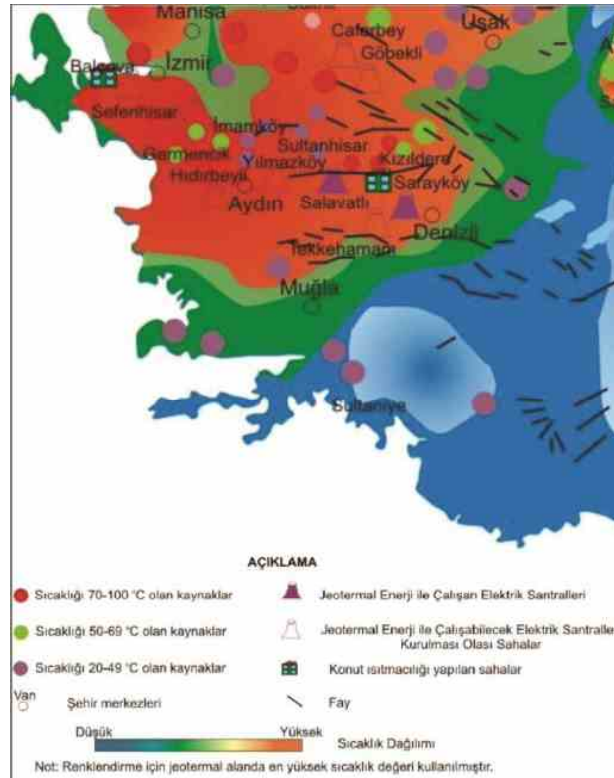 Manisa
Uşak
Caferbey
Göbekli
Balçova
İzmir
Seferihisar
İmamköy
Sultanhisar
Germencik
Yılmazköy
Kızıldere
Hıdırbeyli
Sarayköy
Aydın
Salavatlı
Denizli
Tekkehamam
Muğla
Sultaniye
AÇIKLAMA
Sıcaklığı 70-100 °C olan kaynaklar
Jeotermal Enerji ile Çalışan Elektrik Santralleri
Sıcaklığı 50-69 °C olan kaynaklar
Jeotermal Enerji ile Çalışabilecek Elektrik Santralle
Kurulması Olası Sahalar
Sıcaklığı 20-49 °C olan kaynaklar
Konut ısıtmacılığı yapılan sahalar
Van
Şehir merkezleri
Fay
Düşük
Yüksek
Sıcaklık Dağılımı
Not: Renklendirme için jeotermal alanda en yüksek sıcaklık değeri kullanılmıştır.